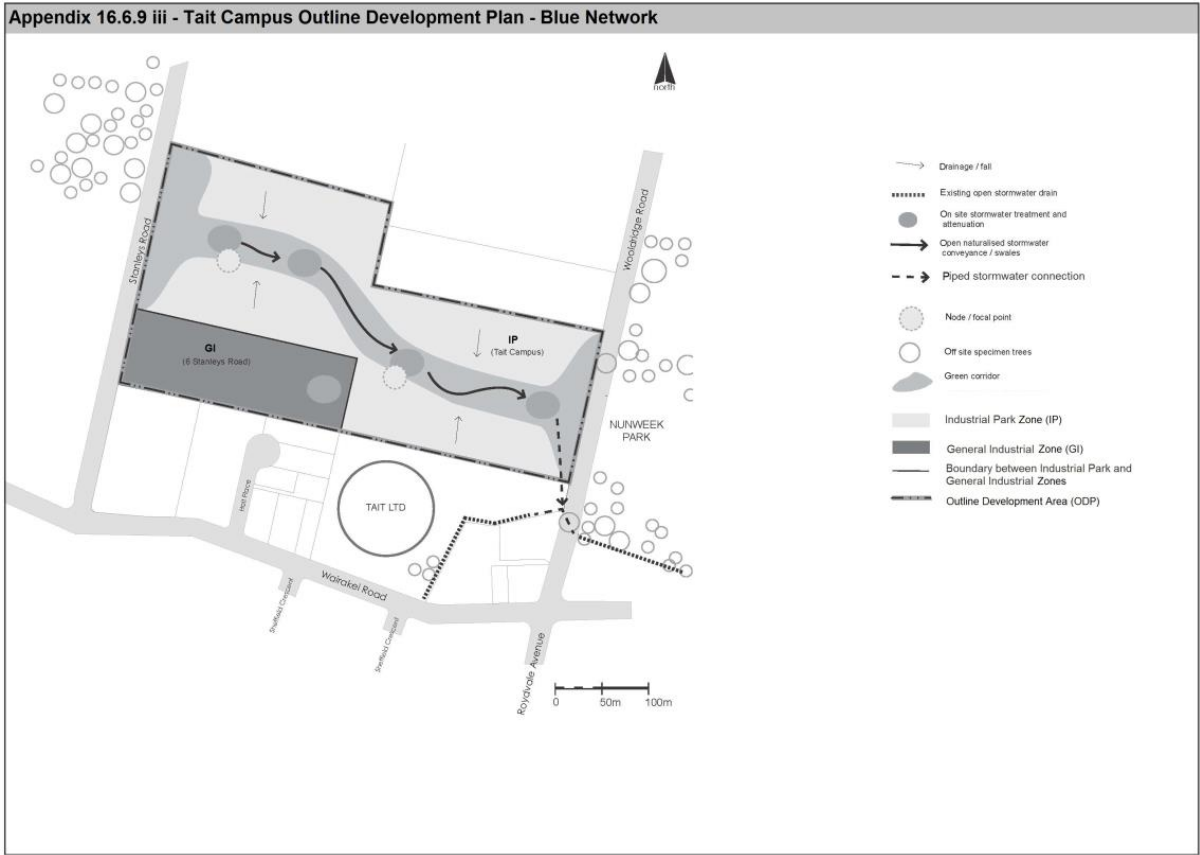 Appendix 16.6.9 iii - Tait Campus Outline Development Plan - Blue Network
north
Stanleys Road
Wooldridge Road
GI
(6 Stanleys Road)
IP
(Tait Campus)
NUNWEEK
PARK
TAIT LTD
Wairakei Road
Sheffield Crescent
Sheffield Crescent
Roydvale Avenue
0 50m 100m
Drainage / fall
Existing open stormwater drain
On site stormwater treatment and
attenuation
Open naturalised stormwater
conveyance / swales
Piped stormwater connection
Node / focal point
Off site specimen trees
Green corridor
Industrial Park Zone (IP)
General Industrial Zone (GI)
Boundary between Industrial Park and
General Industrial Zones
Outline Development Area (ODP)